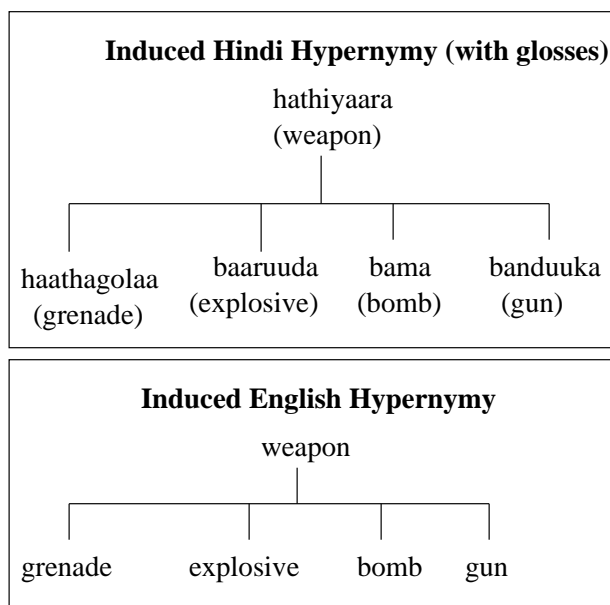 Induced Hindi Hypernymy (with glosses)
hathiyaara
(weapon)
haathagolaa baaruuda bama banduuka
(grenade) (explosive) (bomb) (gun)
Induced English Hypernymy
weapon
grenade explosive bomb gun